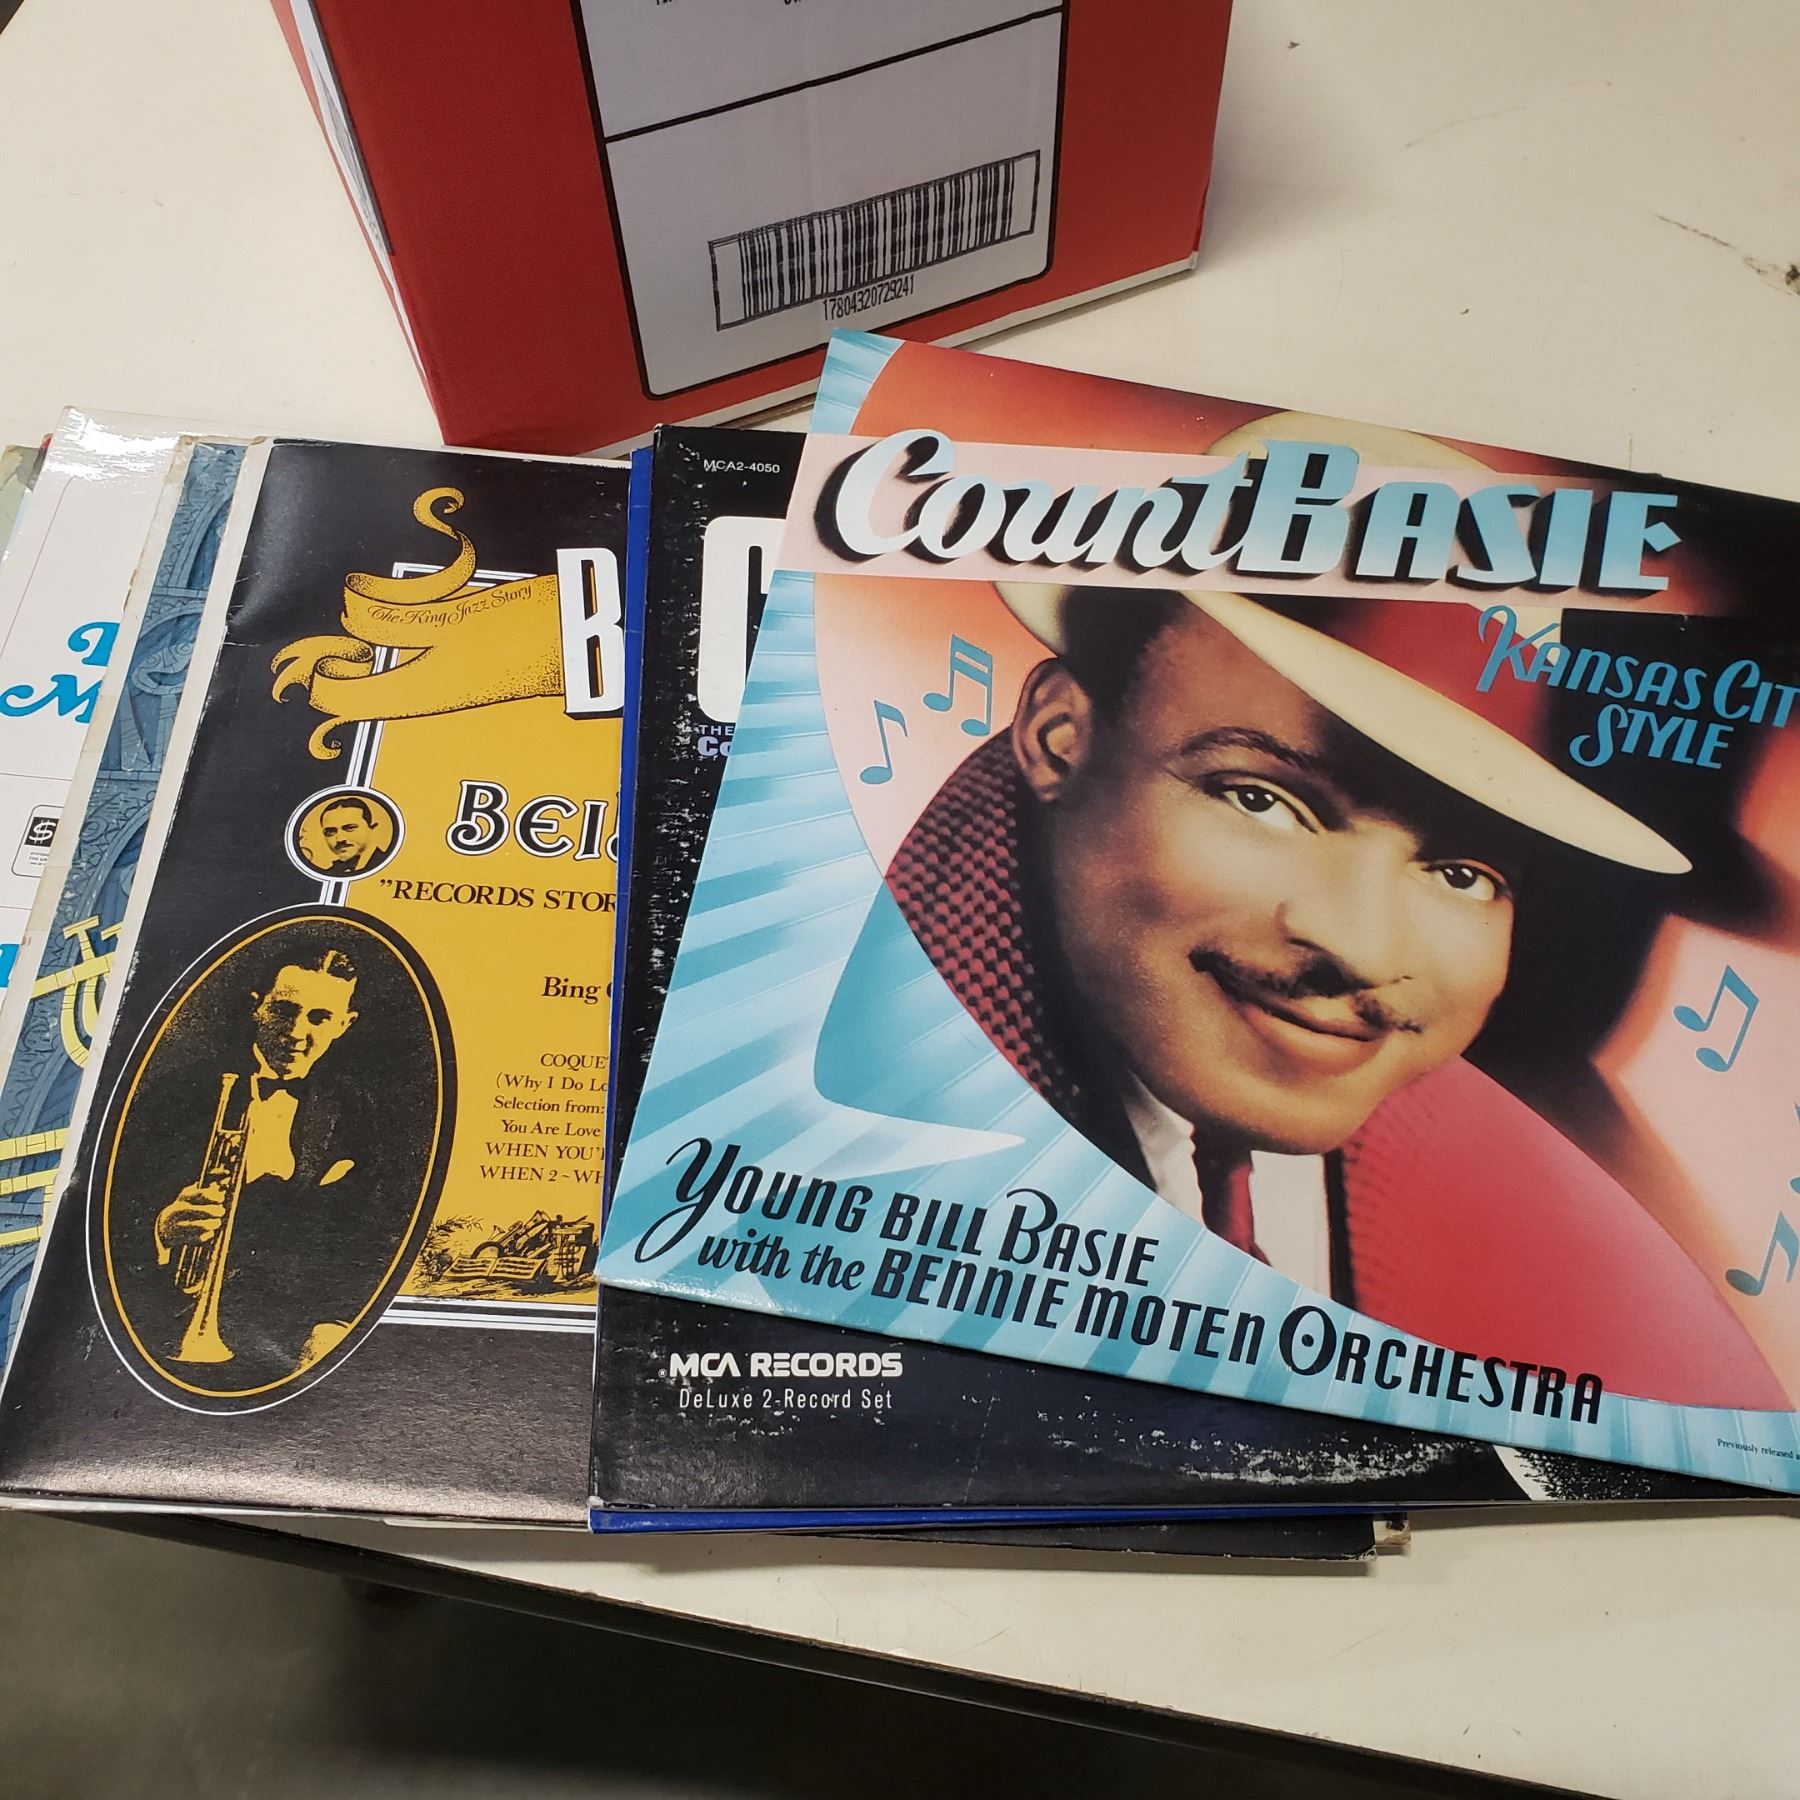 17804320729241
MCA2-4050
Count BASIE
KANSAS CIT
STYLE
The King Jazz Story
B
THE
"RECORDS STOR
Bing
COQUE
(Why I Do Lo
Selection from:
You Are Love
WHEN YOU'
WHEN 2~WH
YOUNG BILL BASIE
with the BENNIE MOTEN ORCHESTRA
Previously released
MCA RECORDS
DeLuxe 2-Record Set
M
$